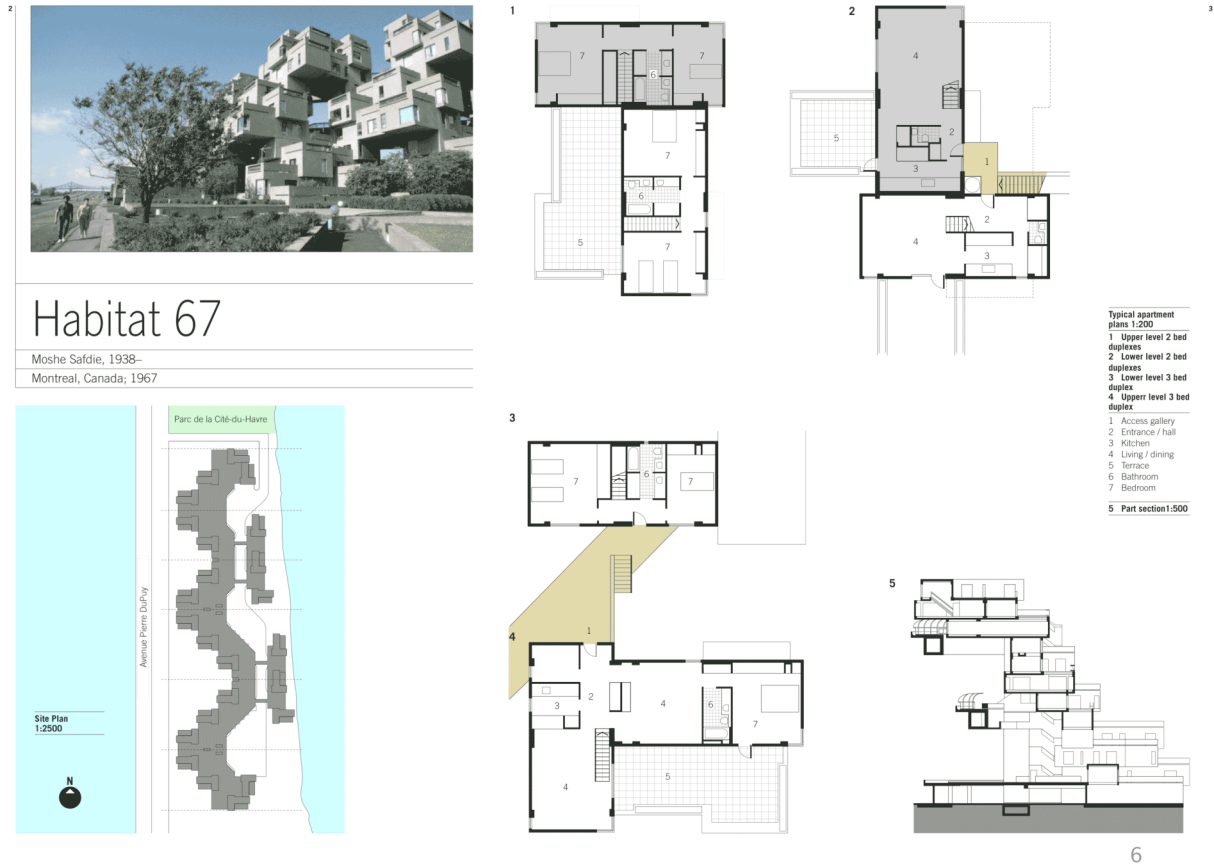 2
3
Habitat 67
Moshe Safdie, 1938–
Montreal, Canada; 1967
Parc de la Cité-du-Havre
Avenue Pierre DuPuy
Site Plan
1:2500
N
1
7
6
7
7
6
7
5
2
4
2
3
5
1
2
4
3
3
7
6
7
4
1
2
3
4
6
7
5
4
Typical apartment
plans 1:200
1 Upper level 2 bed
duplexes
2 Lower level 2 bed
duplexes
3 Lower level 3 bed
duplex
4 Upperr level 3 bed
duplex
1 Access gallery
2 Entrance / hall
3 Kitchen
4 Living / dining
5 Terrace
6 Bathroom
7 Bedroom
5 Part section1:500
5
6